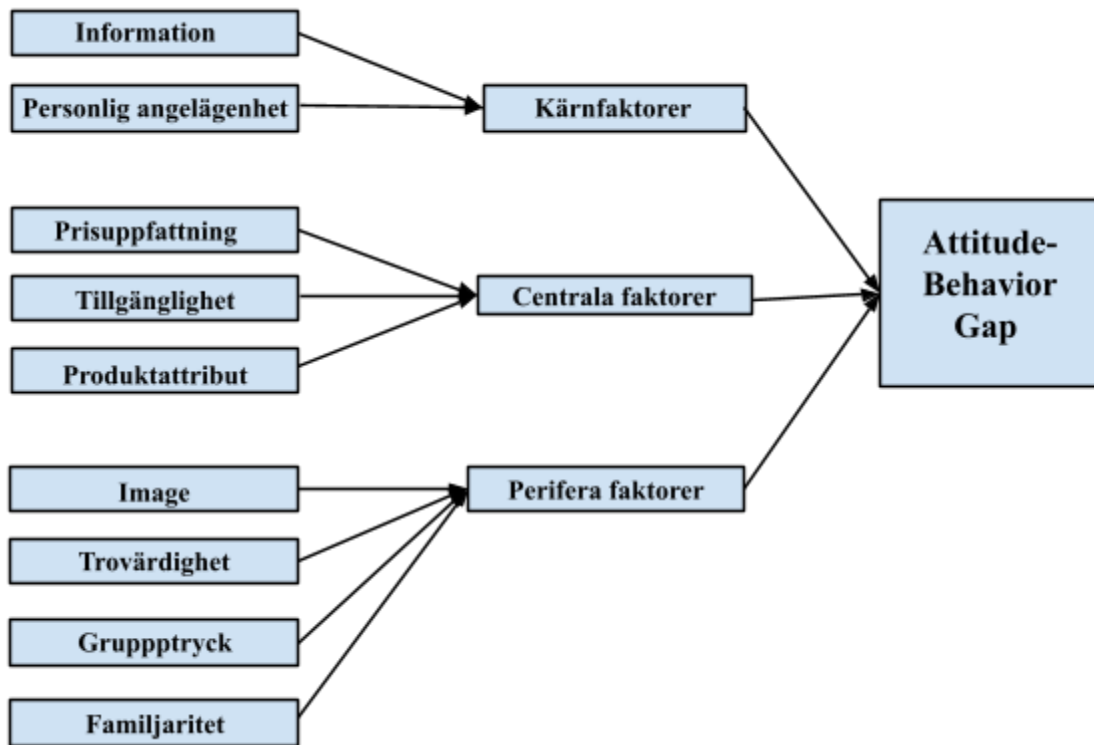 Information
Personlig angelägenhet
Kärnfaktorer
Prisuppfattning
Tillgänglighet
Produktattribut
Centrala faktorer
Image
Trovärdighet
Gruppptryck
Familjaritet
Perifera faktorer
Attitude-
Behavior
Gap